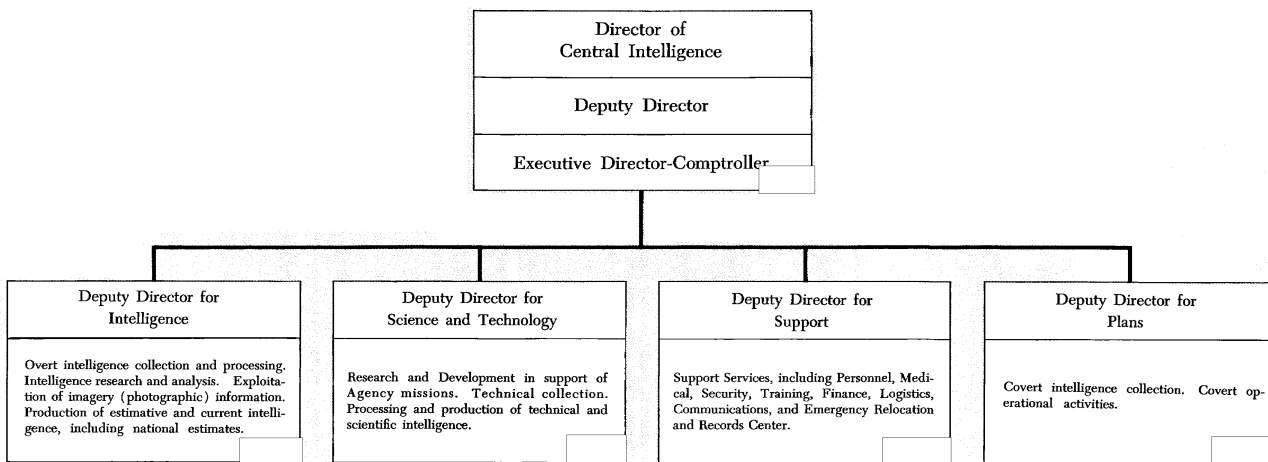 Director of
Central Intelligence
Deputy Director
Executive Director-Comptroller
Deputy Director for
Intelligence
Overt intelligence collection and processing.
Intelligence research and analysis. Exploita-
tion of imagery (photographic) information.
Production of estimative and current intelli-
gence, including national estimates.
Deputy Director for
Science and Technology
Research and Development in support of
Agency missions. Technical collection.
Processing and production of technical and
scientific intelligence.
Deputy Director for
Support
Support Services, including Personnel, Medi-
cal, Security, Training, Finance, Logistics,
Communications, and Emergency Relocation
and Records Center.
Deputy Director for
Plans
Covert intelligence collection. Covert op-
erational activities.